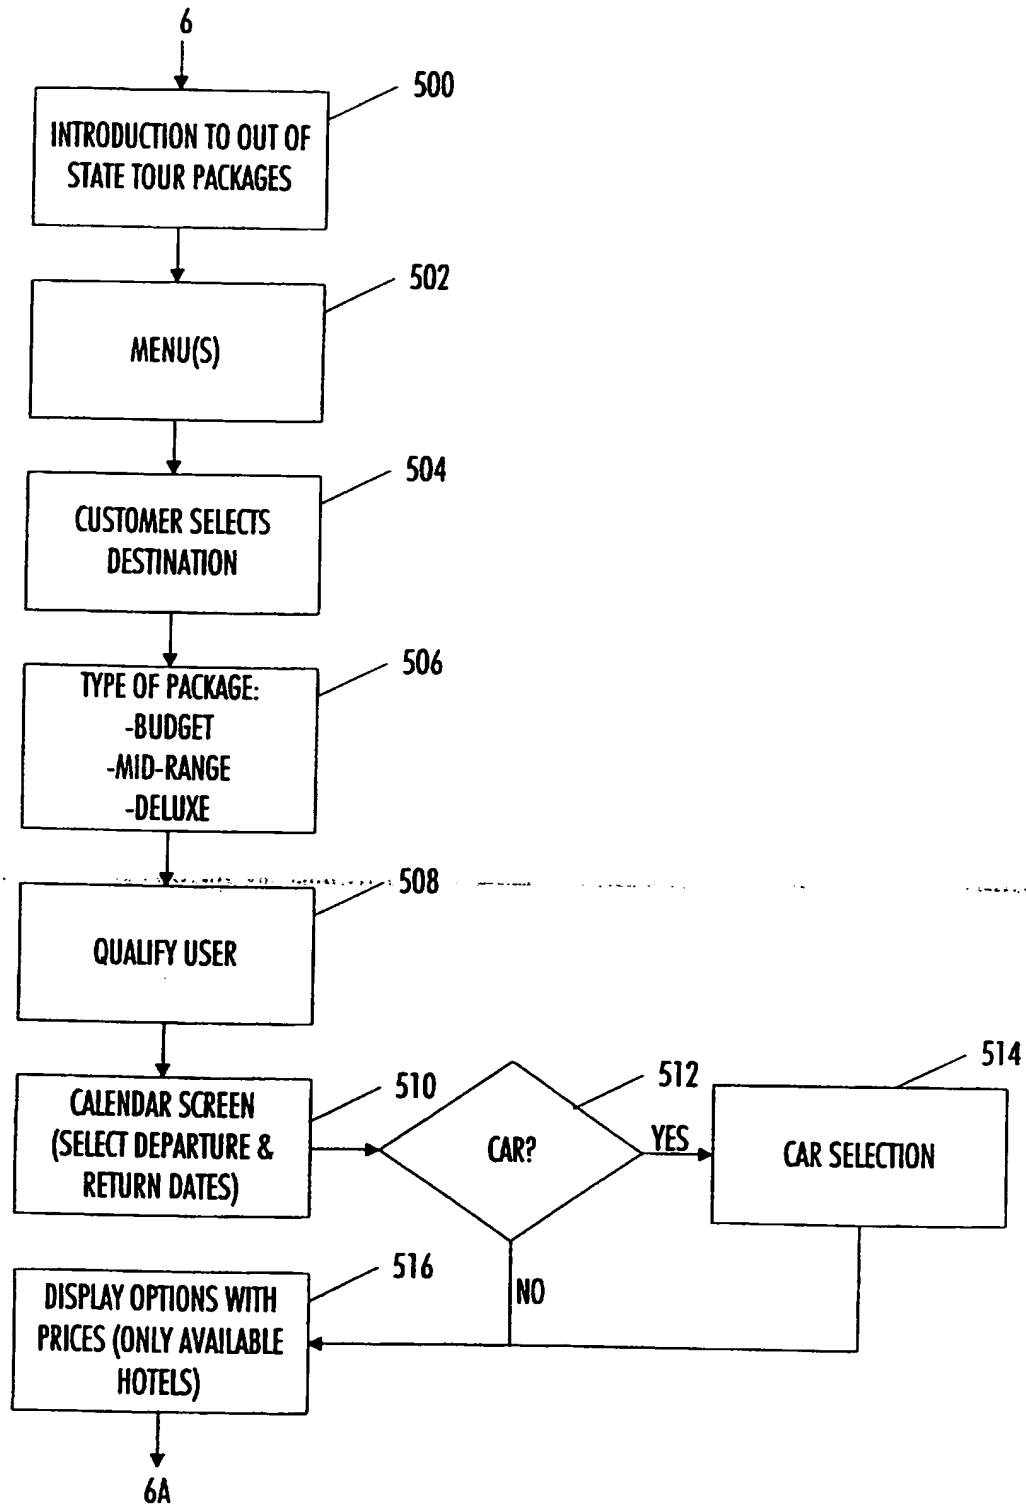 6
500
INTRODUCTION TO OUT OF
STATE TOUR PACKAGES
502
MENU(S)
504
CUSTOMER SELECTS
DESTINATION
506
TYPE OF PACKAGE:
-BUDGET
-MID-RANGE
-DELUXE
508
QUALIFY USER
510
CALENDAR SCREEN
(SELECT DEPARTURE &
RETURN DATES)
512
CAR?
YES
514
CAR SELECTION
NO
516
DISPLAY OPTIONS WITH
PRICES (ONLY AVAILABLE
HOTELS)
6A